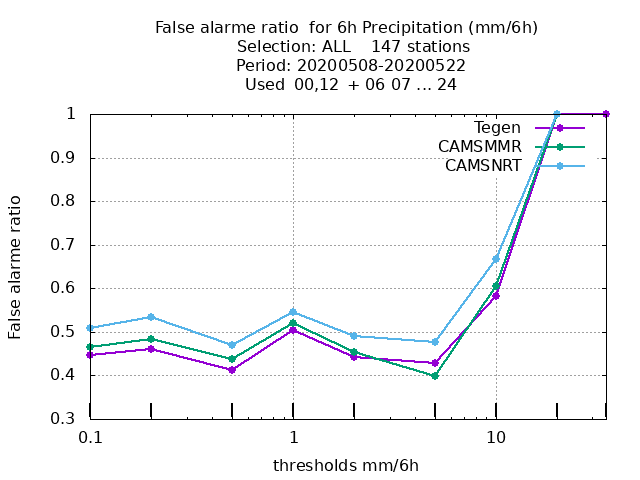 False alarme ratio  for 6h Precipitation (mm/6h)
Selection: ALL    147 stations
Period: 20200508-20200522
Used  00,12  + 06 07 ... 24
Tegen
CAMSMMR
CAMSNRT
1
0.9
0.8
0.7
0.6
0.5
0.4
0.3
False alarme ratio
0.1 1 10
thresholds mm/6h